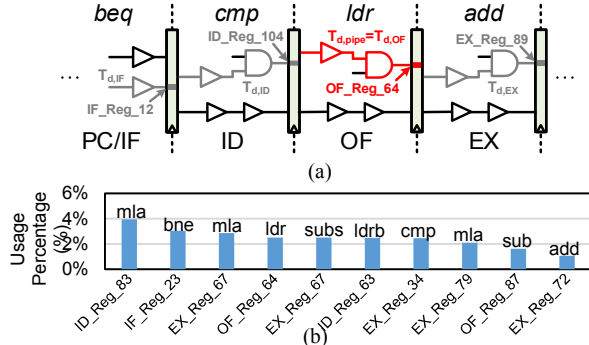 beq cmp ldr add
ID_Reg_104
T_d,pipe=T_d,OF
EX_Reg_89
...
T_d,IF
T_d,ID
T_d,EX
...
IF_Reg_12
OF_Reg_64
PC/IF ID OF EX
(a)
Usage Percentage (%)
6%
4%
2%
0%
mla bne mla ldr subs ldrb cmp mla sub add
ID_Reg_83 IF_Reg_23 EX_Reg_67 OF_Reg_64 EX_Reg_67 ID_Reg_63 EX_Reg_34 EX_Reg_79 OF_Reg_87 EX_Reg_72
(b)